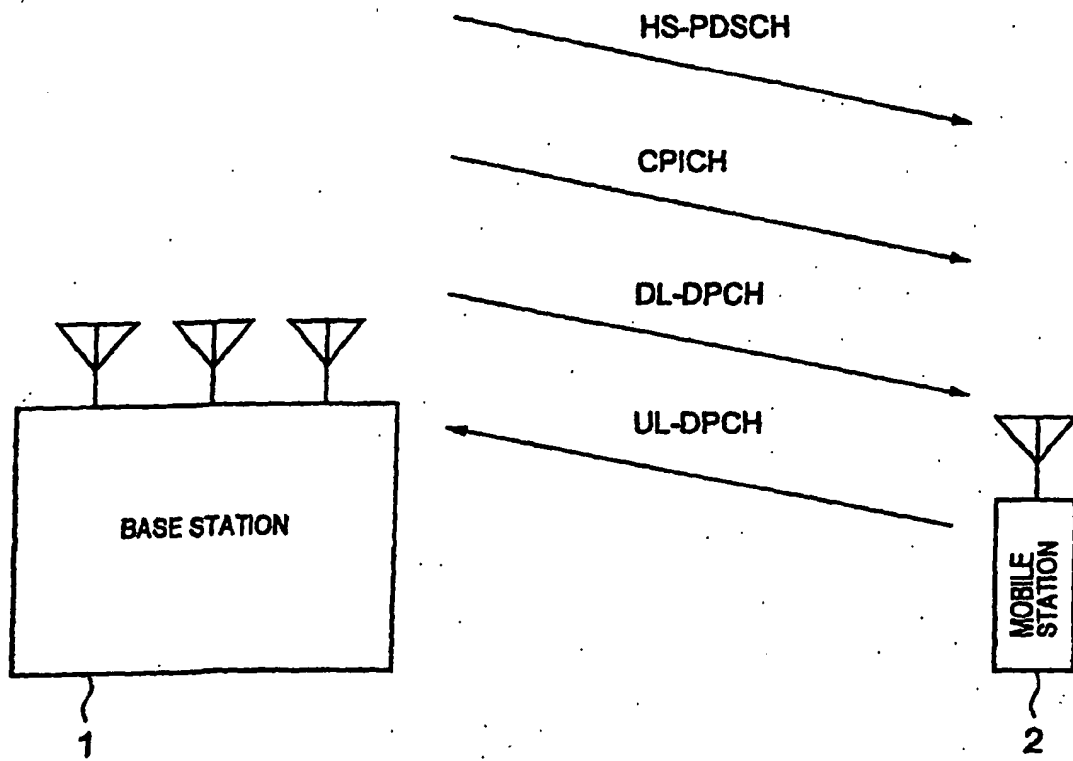 HS-PDSCH
CPICH
DL-DPCH
UL-DPCH
BASE STATION
MOBILE
STATION
1
2